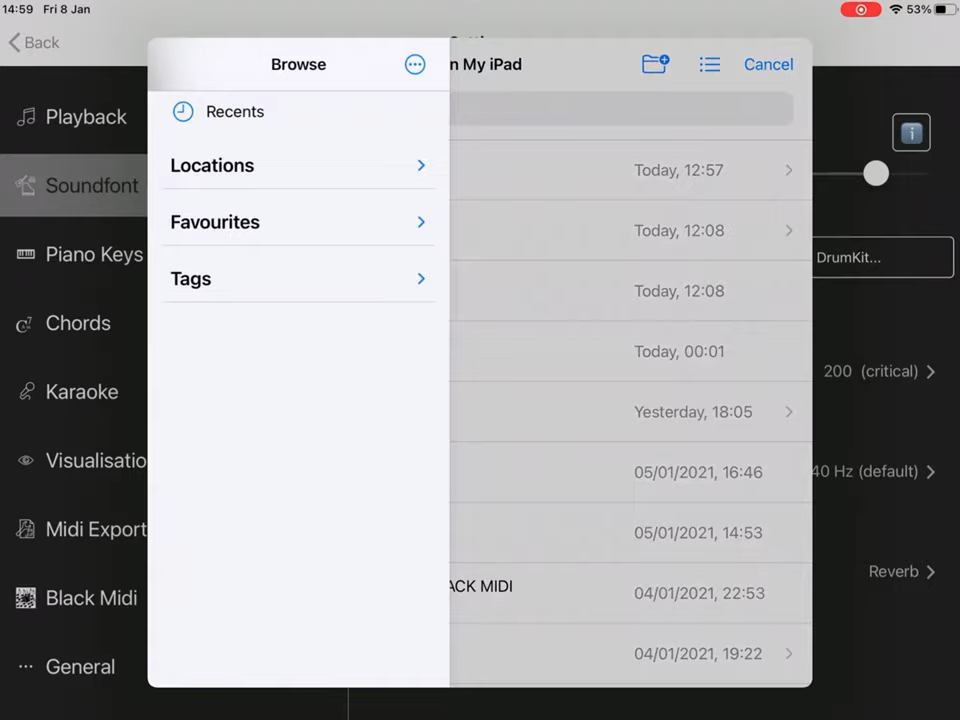 14:59 Fri 8 Jan
53%
Back
Browse
n My iPad
Cancel
Recents
Locations
Favourites
Tags
Today, 12:57
Today, 12:08
Today, 12:08
Today, 00:01
Yesterday, 18:05
05/01/2021, 16:46
05/01/2021, 14:53
ACK MIDI
04/01/2021, 22:53
04/01/2021, 19:22
Playback
Soundfont
Piano Keys
Chords
Karaoke
Visualisatio
Midi Export
Black Midi
General
DrumKit...
200 (critical)
40 Hz (default)
Reverb